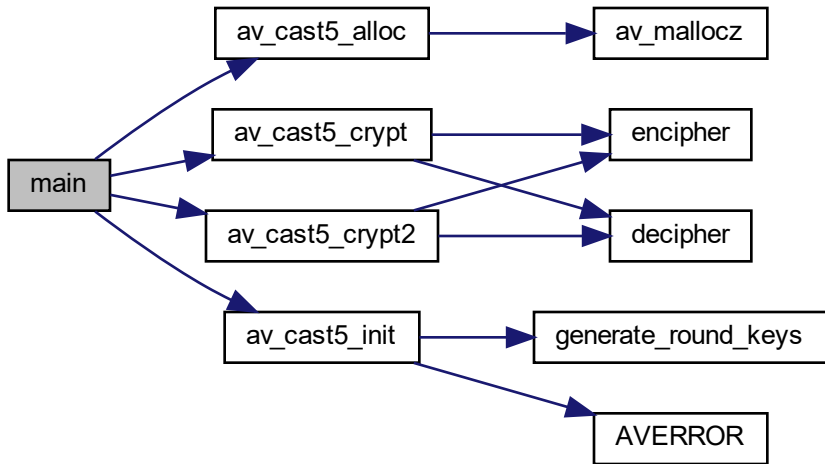 av_cast5_alloc
av_mallocz
av_cast5_crypt
encipher
main
av_cast5_crypt2
decipher
av_cast5_init
generate_round_keys
AVERROR